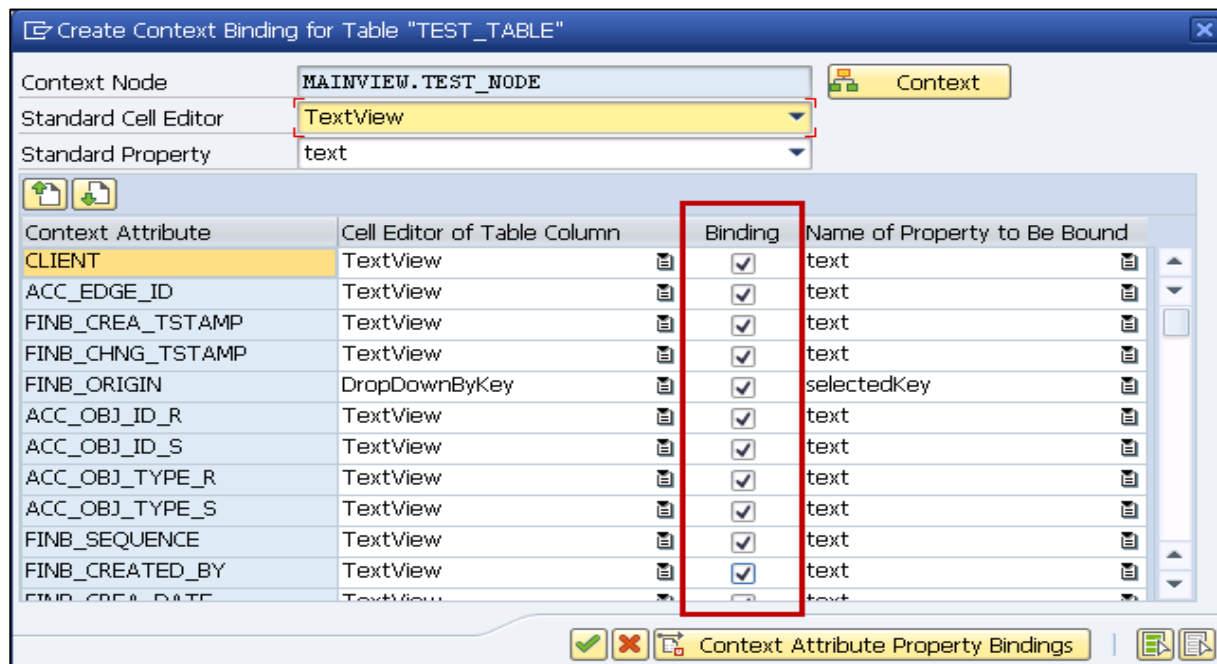 Create Context Binding for Table "TEST_TABLE"
Context Node MAINVIEW.TEST_NODE Context
Standard Cell Editor TextView
Standard Property text
Context Attribute Cell Editor of Table Column Binding Name of Property to Be Bound
CLIENT TextView text
ACC_EDGE_ID TextView text
FINB_CREA_TSTAMP TextView text
FINB_CHNG_TSTAMP TextView text
FINB_ORIGIN DropDownByKey selectedKey
ACC_OBJ_ID_R TextView text
ACC_OBJ_ID_S TextView text
ACC_OBJ_TYPE_R TextView text
ACC_OBJ_TYPE_S TextView text
FINB_SEQUENCE TextView text
FINB_CREATED_BY TextView text
FINB_CREA_DATE TextView text
Context Attribute Property Bindings